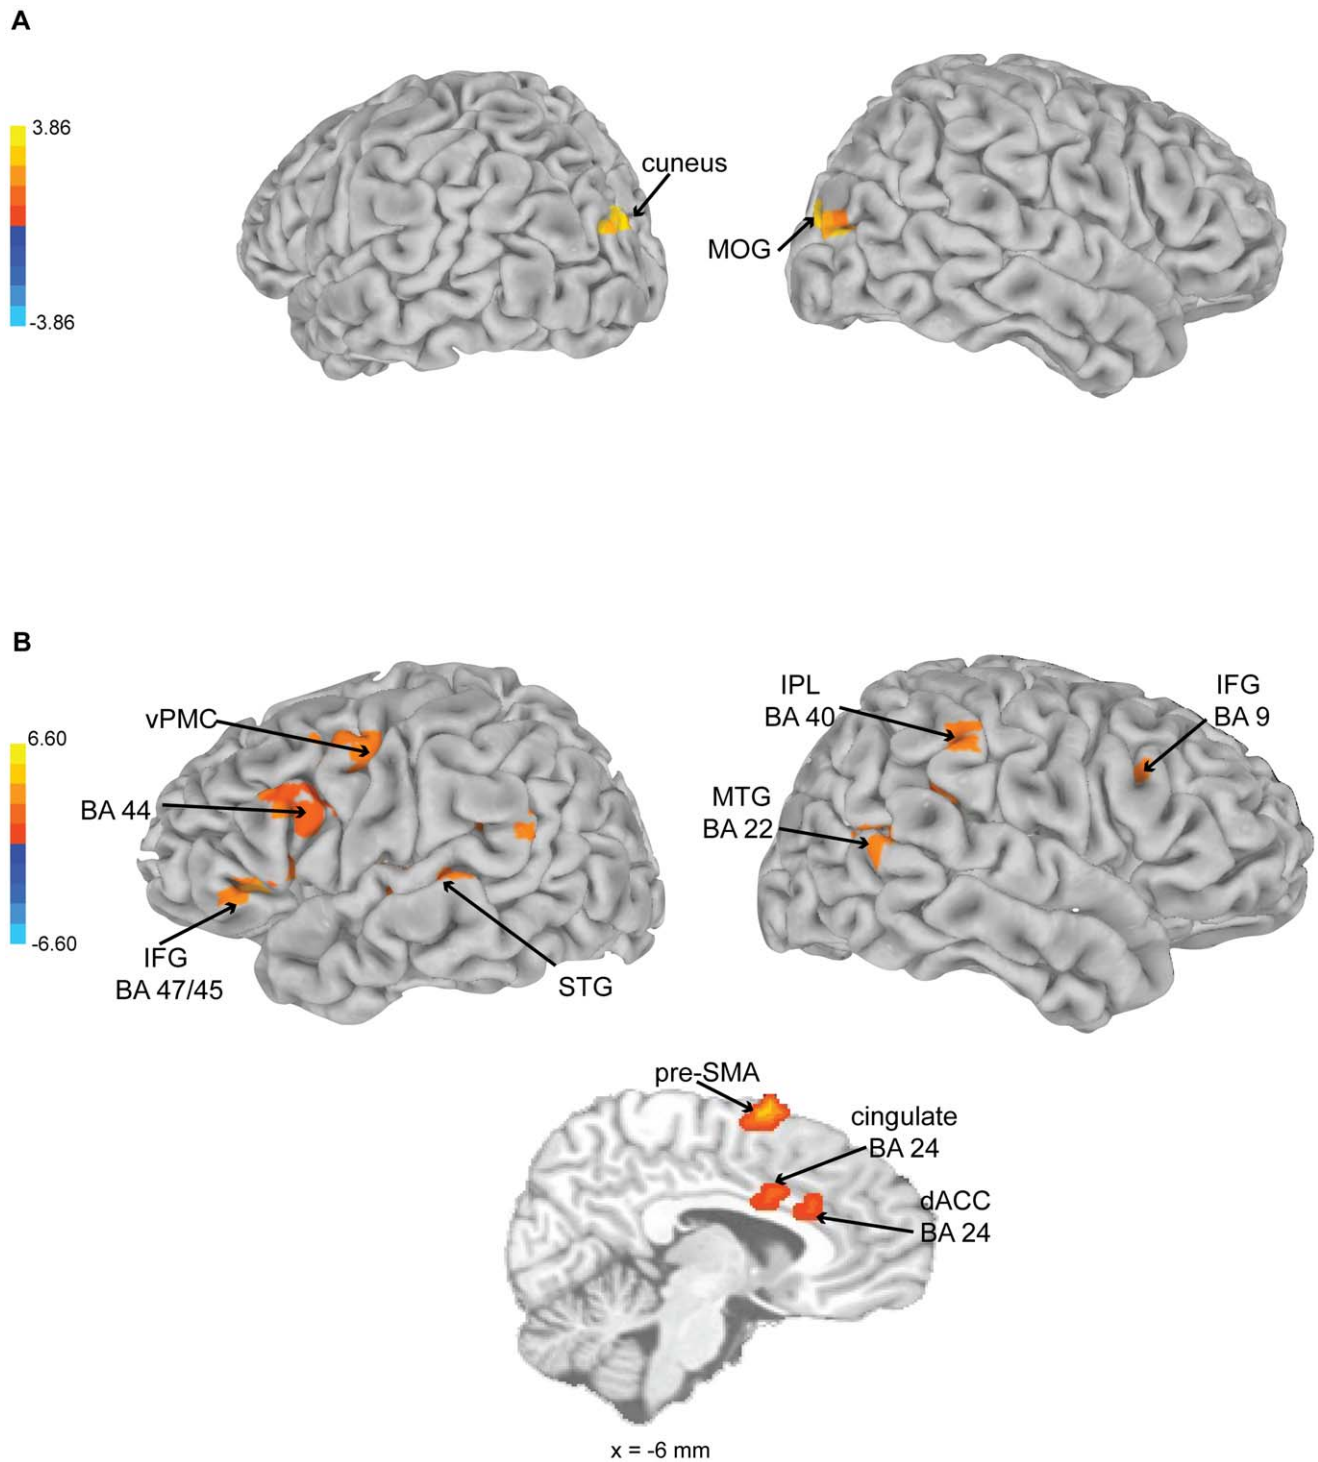 A
3.86
-3.86
cuneus
MOG
B
6.60
-6.60
vPMC
BA 44
IFG
BA 47/45
STG
IPL
BA 40
IFG
BA 9
MTG
BA 22
pre-SMA
cingulate
BA 24
dACC
BA 24
x = -6 mm